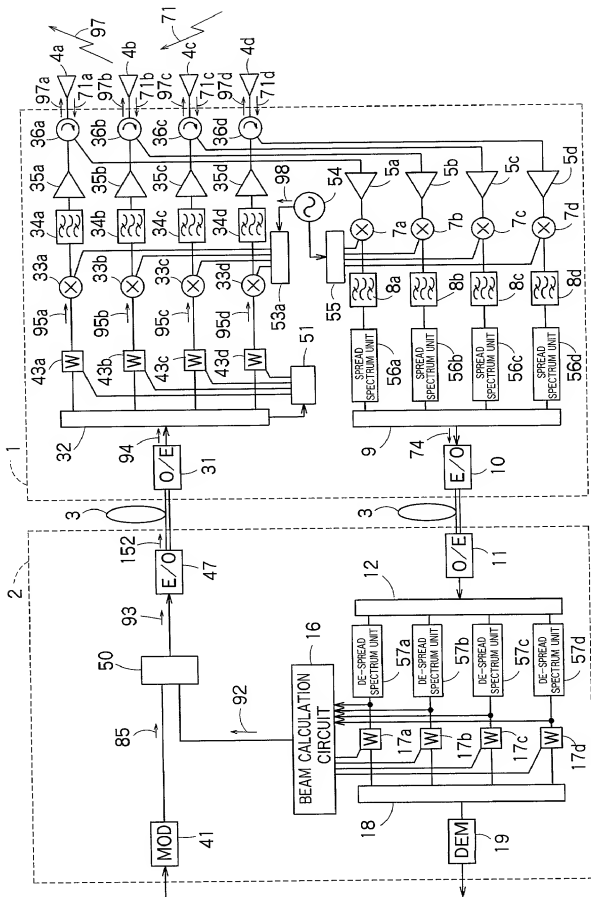 2
1
36a 97a 4a
35a
34a
33a
95a
43a
71a
97
36b 97b 4b
35b
34b
33b
95b
43b
71b
36c 97c 4c
35c
34c
33c
95c
43c
71c
71
36d 97d 4d
35d
34d
33d
95d
43d
71d
W
W
W
W
32
94
O/E
31
3
152
E/O
47
93
50
85
MOD
41
51
53a
98
54
55
92
BEAM CALCULATION
CIRCUIT
16
5a
7a
8a
SPREAD
SPECTRUM UNIT
56a
5b
7b
8b
SPREAD
SPECTRUM UNIT
56b
5c
7c
8c
SPREAD
SPECTRUM UNIT
56c
5d
7d
8d
SPREAD
SPECTRUM UNIT
56d
9
74
E/O
10
3
O/E
11
12
DE-SPREAD
SPECTRUM UNIT
57a
DE-SPREAD
SPECTRUM UNIT
57b
DE-SPREAD
SPECTRUM UNIT
57c
DE-SPREAD
SPECTRUM UNIT
57d
W
17a
W
17b
W
17c
W
17d
18
DEM
19